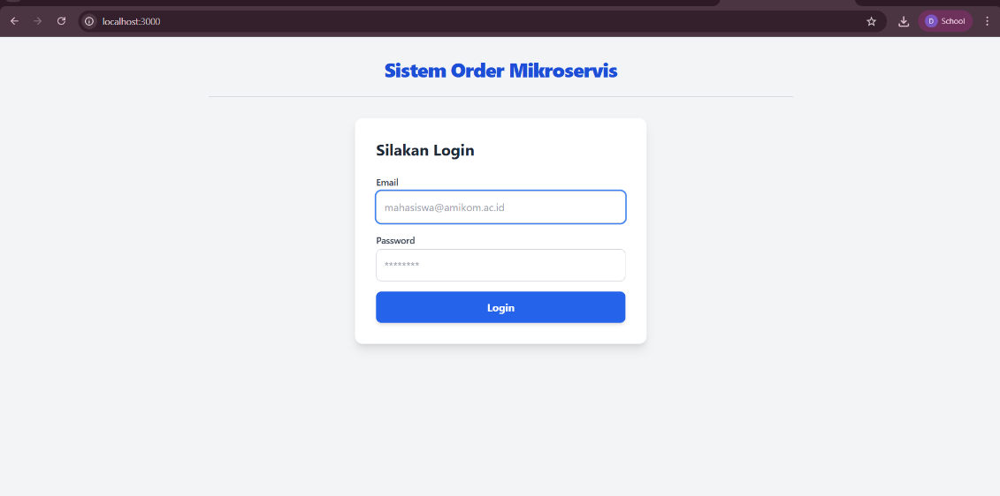 localhost:3000
D School
Sistem Order Mikroservis
Silakan Login
Email
mahasiswa@amikom.ac.id
Password
********
Login